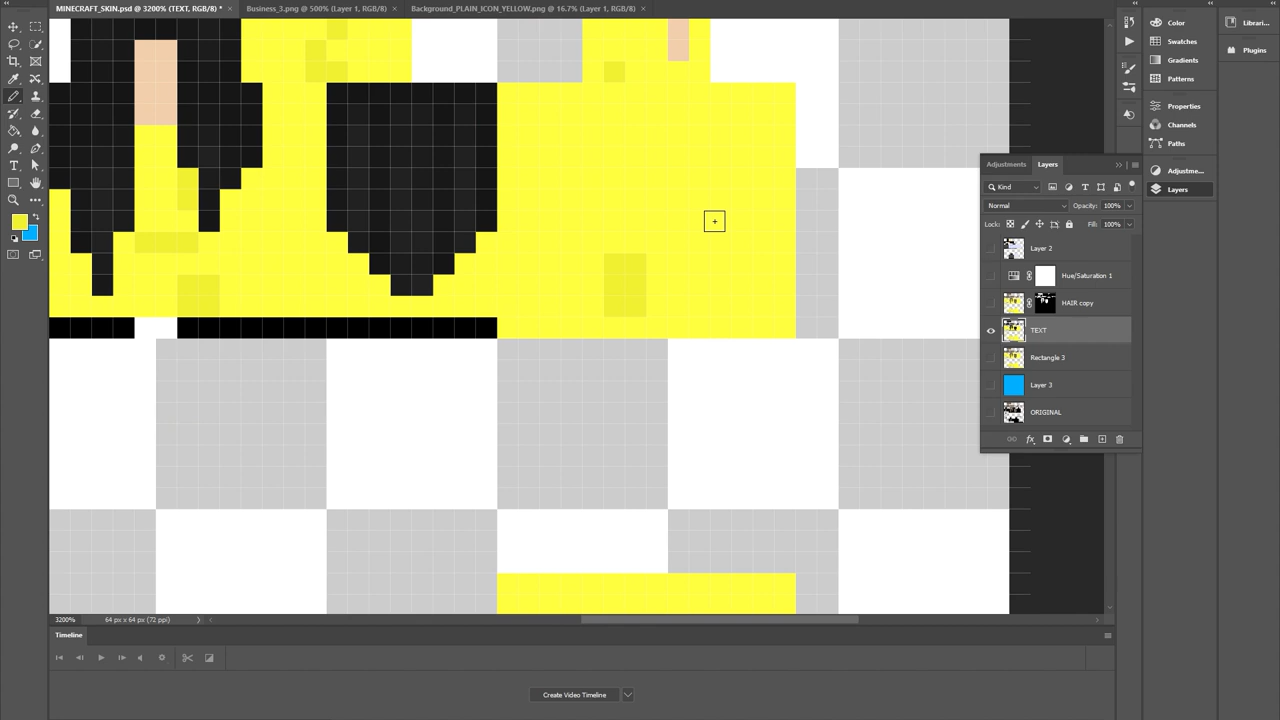 MINECRAFT_SKIN.psd @ 3200% (TEXT, RGB/8) * ×
Business_3.png @ 500% (Layer 1, RGB/8) ×
Background_PLAIN_ICON_YELLOW.png @ 16.7% (Layer 1, RGB/8) ×
Color
Swatches
Gradients
Patterns
Properties
Channels
Paths
Adjustme...
Layers
Librari...
Plugins
Adjustments
Layers
Kind
Normal
Opacity: 100%
Lock:
Fill: 100%
Layer 2
Hue/Saturation 1
HAIR copy
TEXT
Rectangle 3
Layer 3
ORIGINAL
3200%
64 px x 64 px (72 ppi)
Timeline
Create Video Timeline